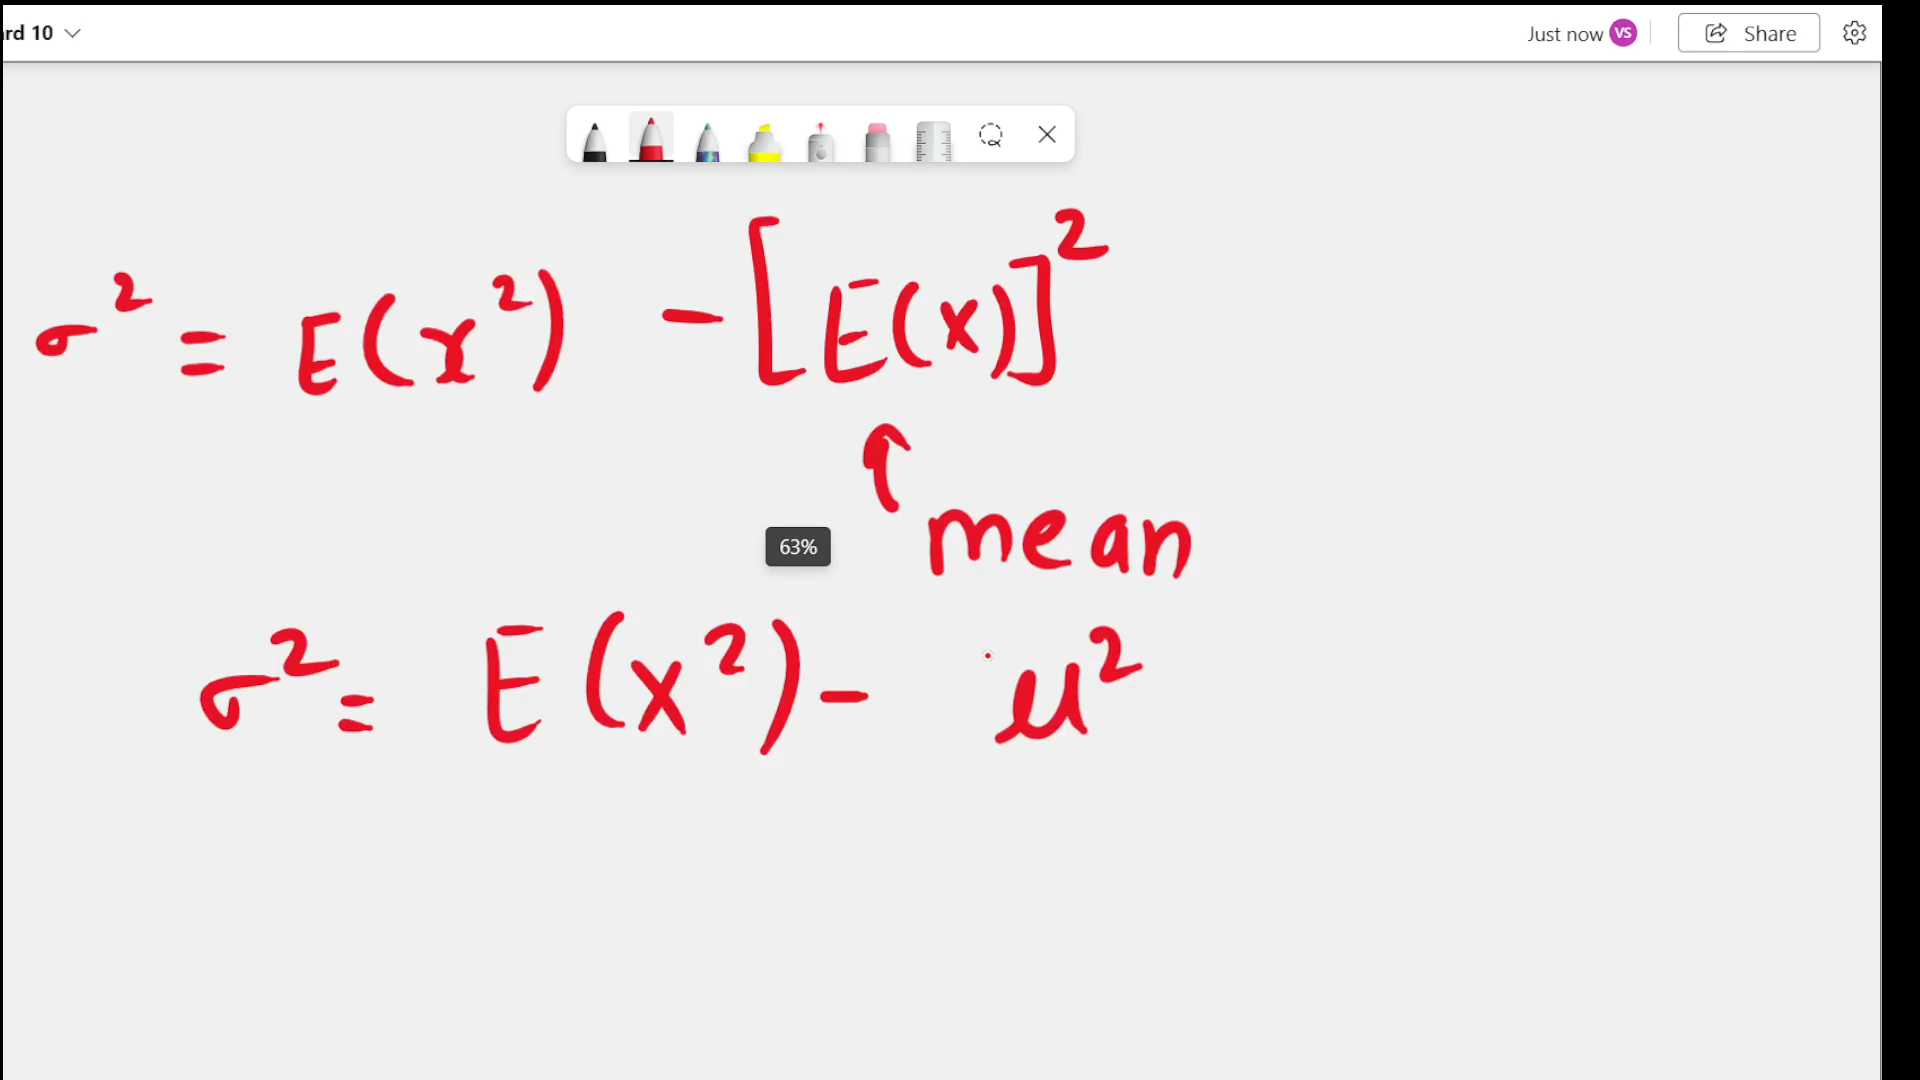 rd 10
Just now VS Share
σ² = E(x²) - [E(x)]²
mean
63%
σ² = E(x²) - μ²